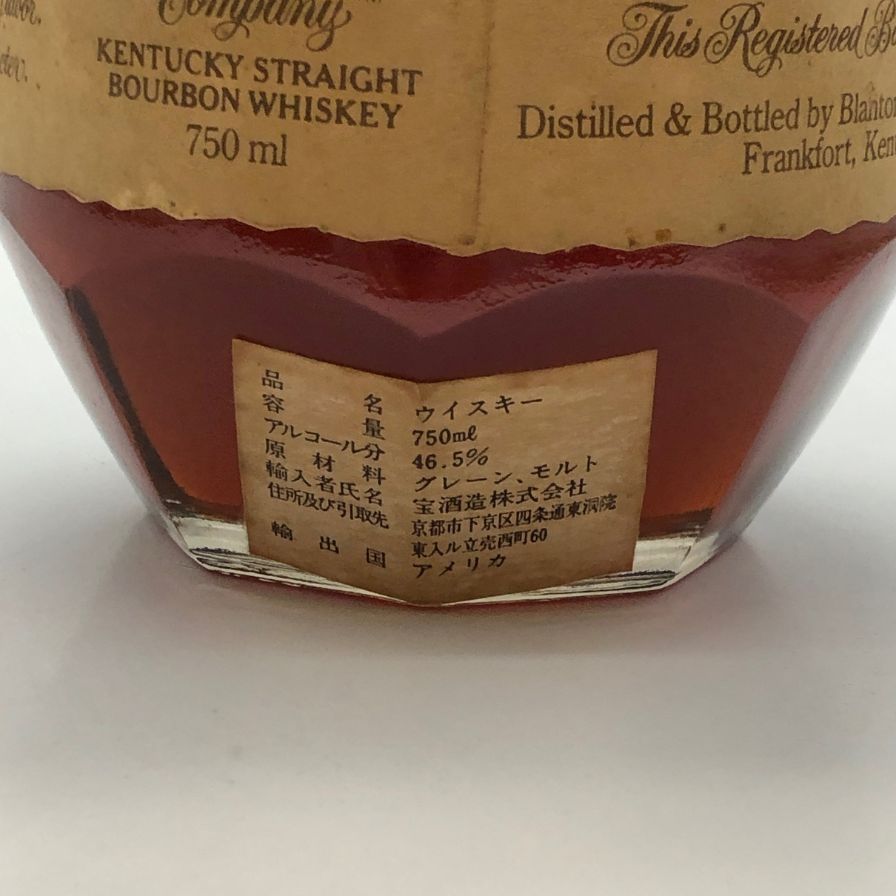 Company
KENTUCKY STRAIGHT
BOURBON WHISKEY
750 ml
This Registered
Distilled & Bottled by
Frankfort,
品名 ウイスキー
容量 750mℓ
アルコール分 46.5%
原材料 グレーン、モルト
輸入者氏名 宝酒造株式会社
住所及び引取先 京都市下京区四条通東洞院
東入ル立売西町60
輸出国 アメリカ